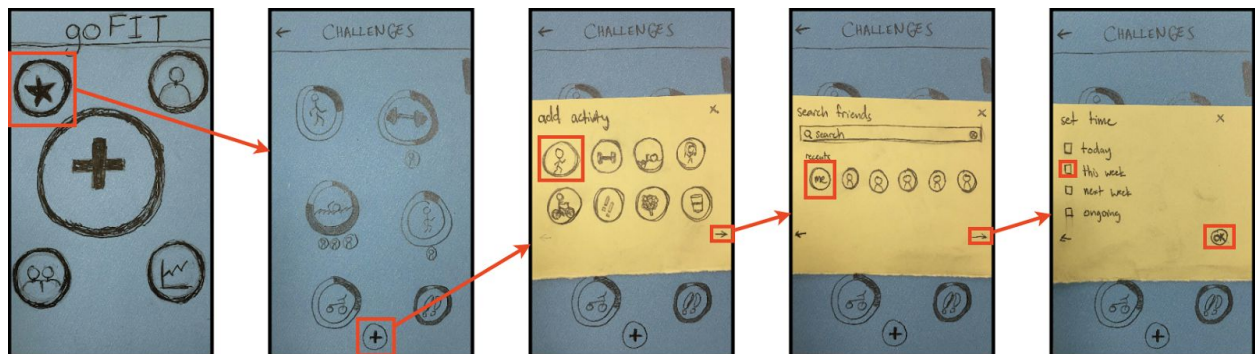 goFIT
← CHALLENGES
← CHALLENGES
add activity x
→
← CHALLENGES
search friends x
search
recents
me
← →
← CHALLENGES
set time x
today
this week
next week
ongoing
← OK